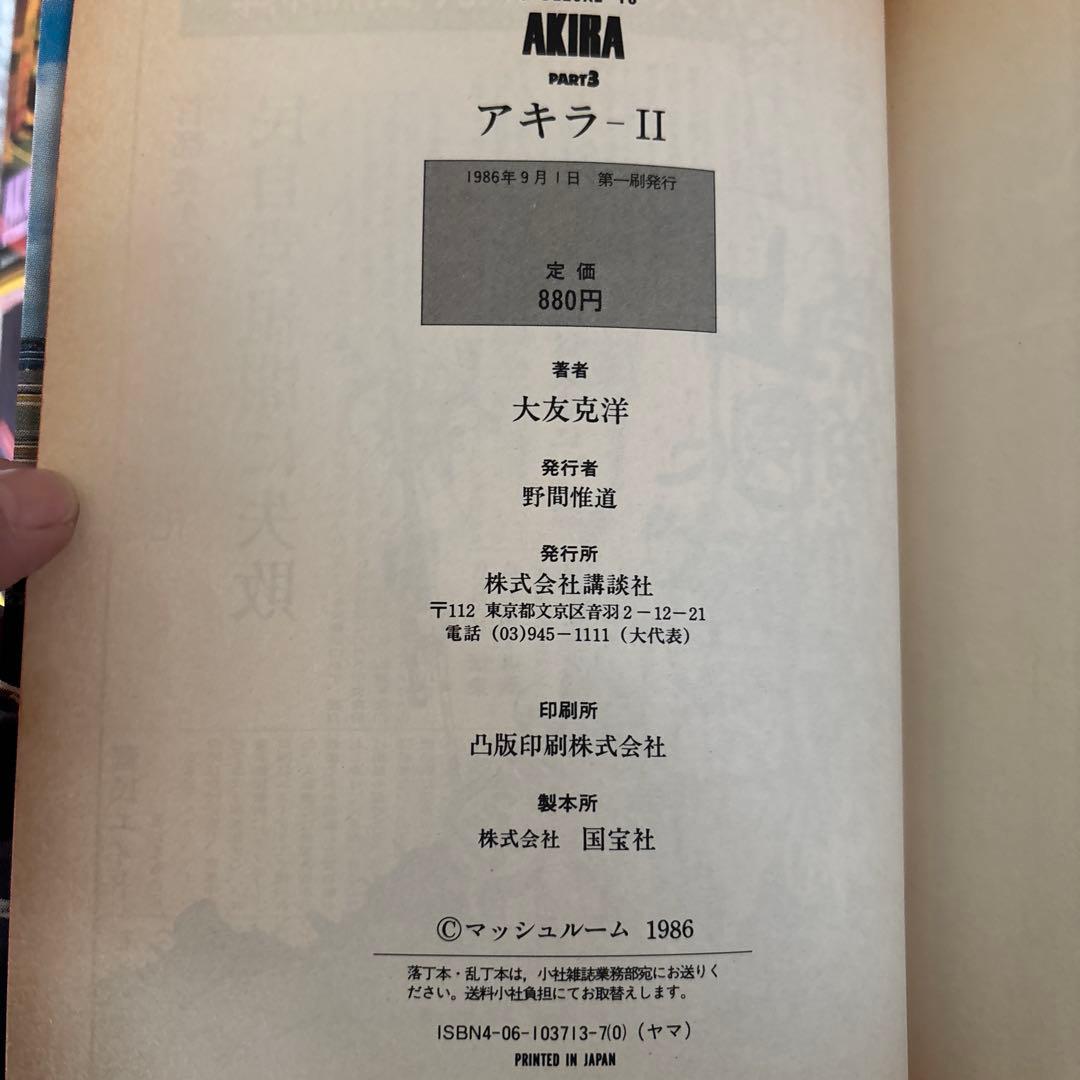 AKIRA
PART3
アキラ-II
1986年9月1日 第一刷発行
定価
880円
著者
大友克洋
発行者
野間惟道
発行所
株式会社講談社
〒112 東京都文京区音羽2-12-21
電話 (03)945-1111 (大代表)
印刷所
凸版印刷株式会社
製本所
株式会社 国宝社
©マッシュルーム 1986
落丁本・乱丁本は, 小社雑誌業務部宛にお送りく
ださい。送料小社負担にてお取替えします。
ISBN4-06-103713-7(0) (ヤマ)
PRINTED IN JAPAN